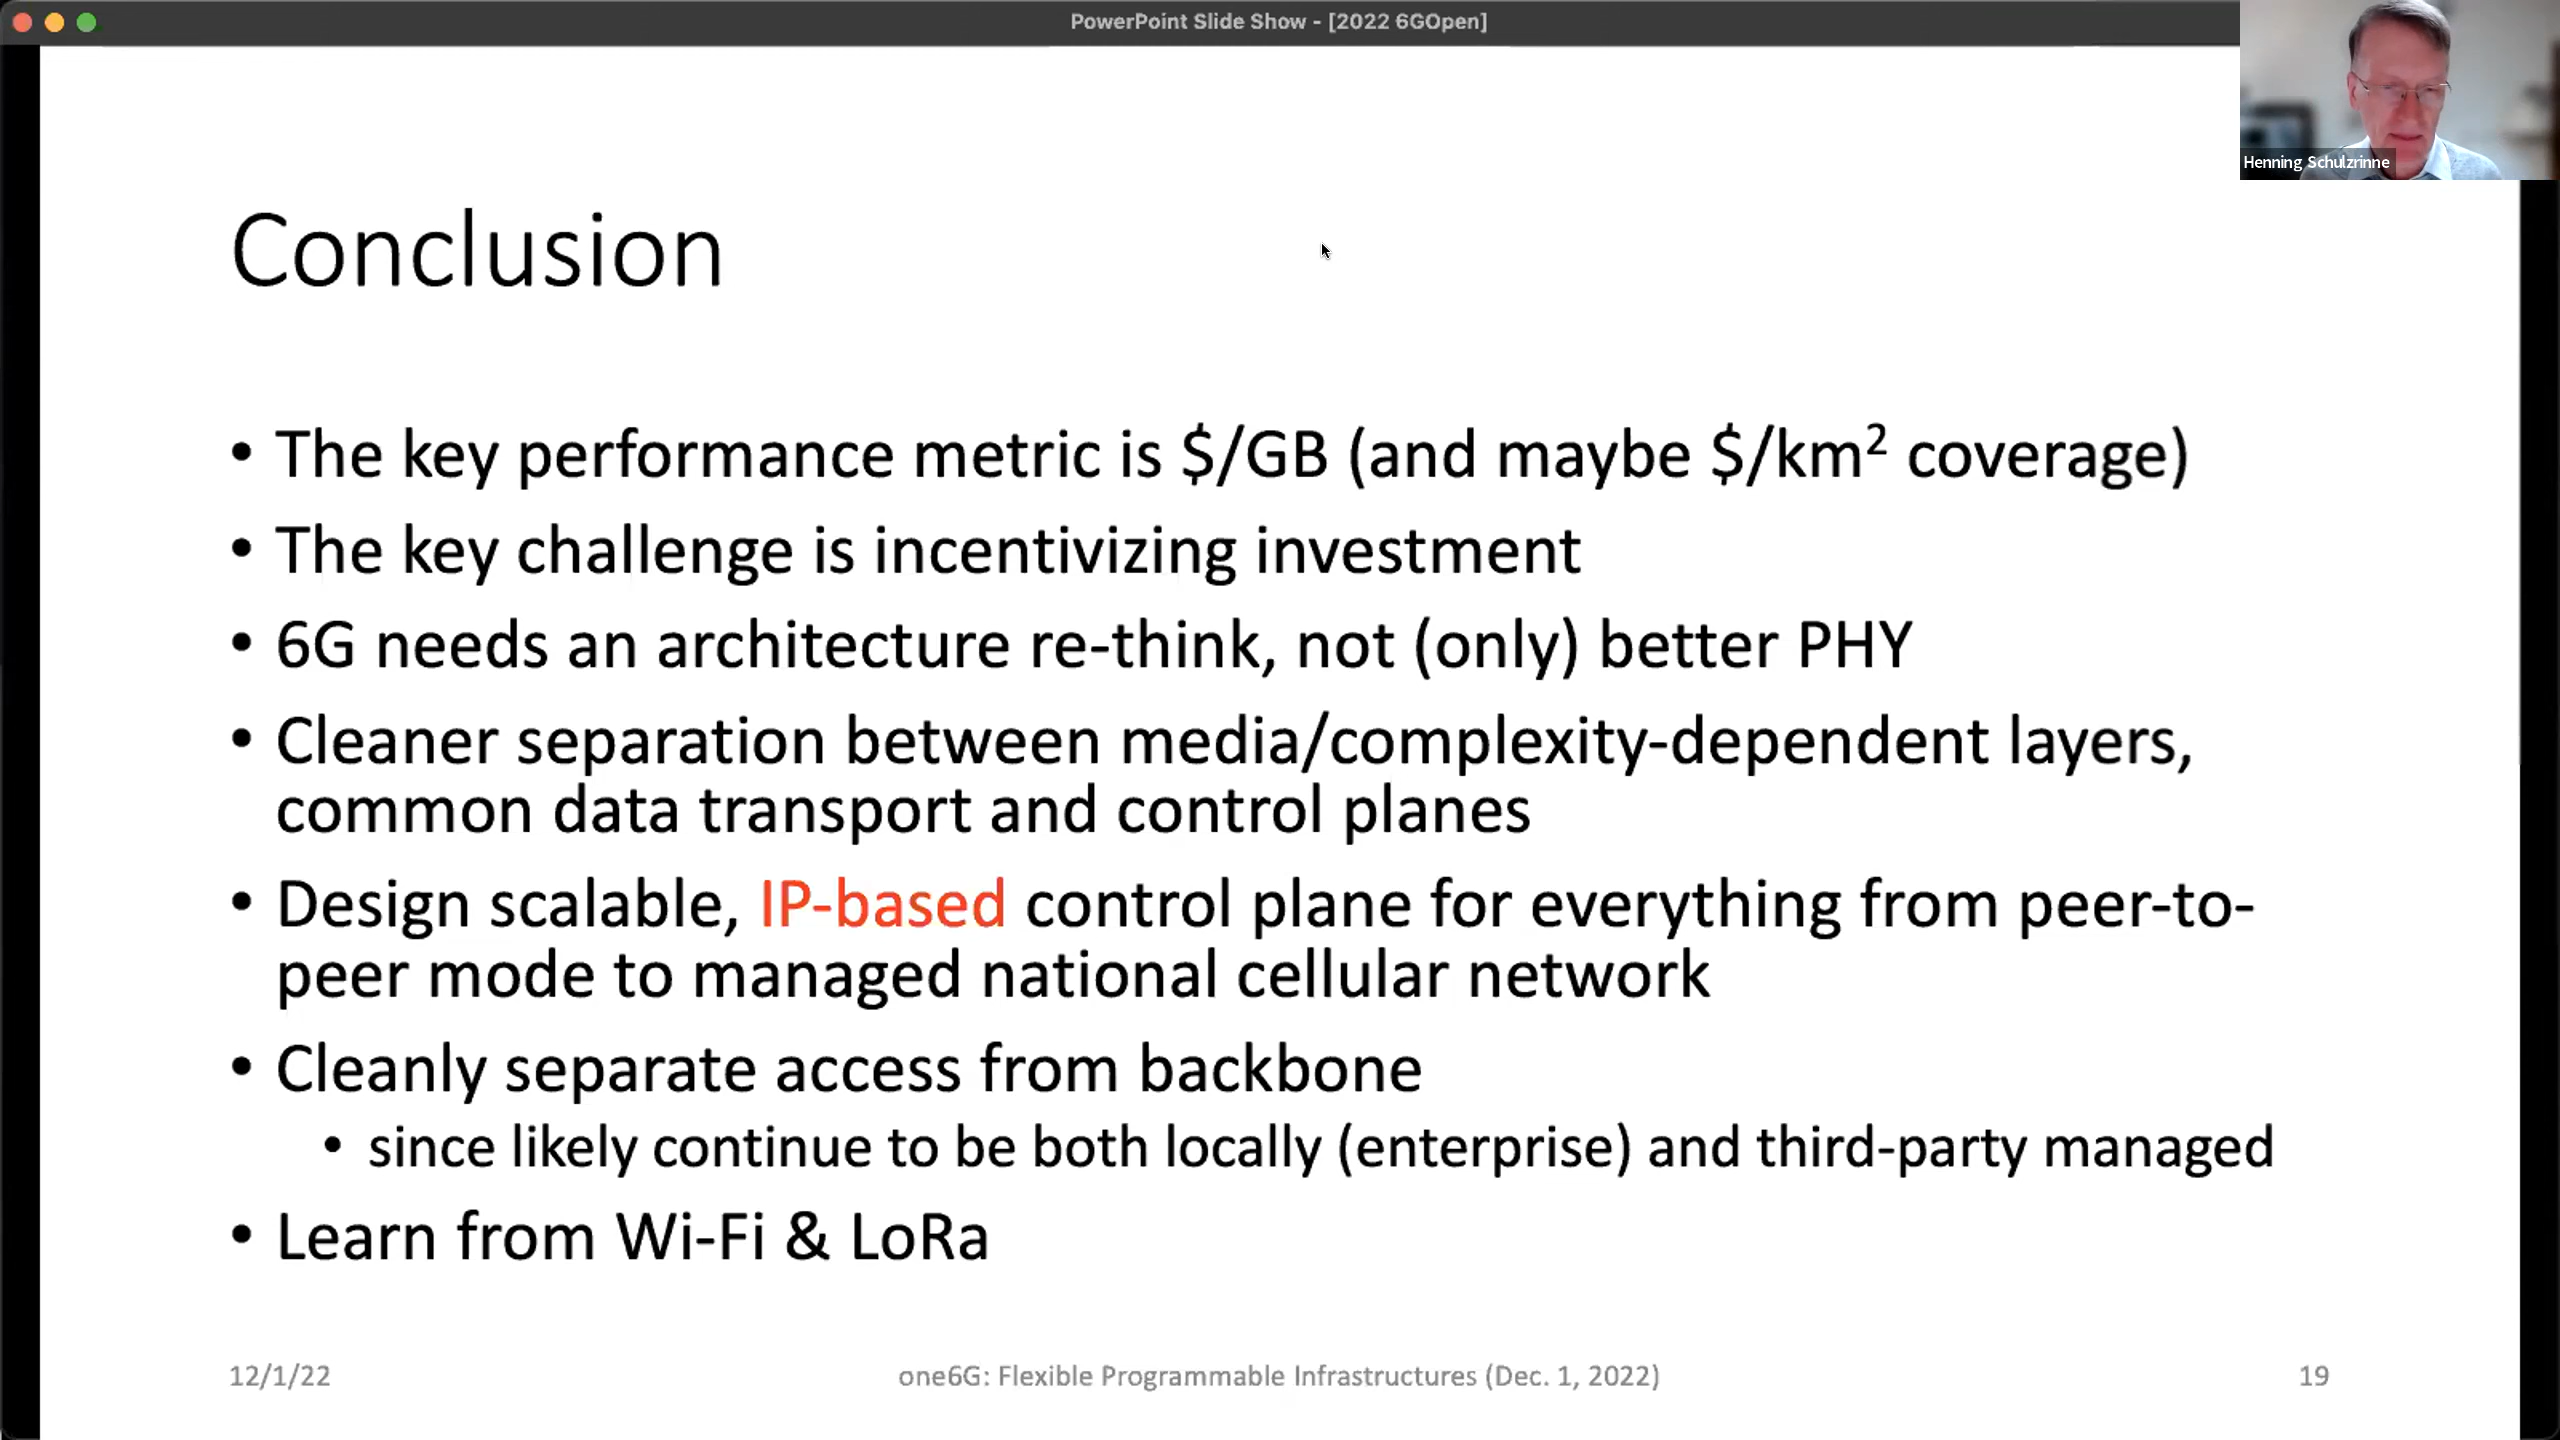 PowerPoint Slide Show - [2022 6GOpen]
Henning Schulzrinne
Conclusion
• The key performance metric is $/GB (and maybe $/km² coverage)
• The key challenge is incentivizing investment
• 6G needs an architecture re-think, not (only) better PHY
• Cleaner separation between media/complexity-dependent layers,
common data transport and control planes
• Design scalable, IP-based control plane for everything from peer-to-
peer mode to managed national cellular network
• Cleanly separate access from backbone
• since likely continue to be both locally (enterprise) and third-party managed
• Learn from Wi-Fi & LoRa
12/1/22
one6G: Flexible Programmable Infrastructures (Dec. 1, 2022)
19